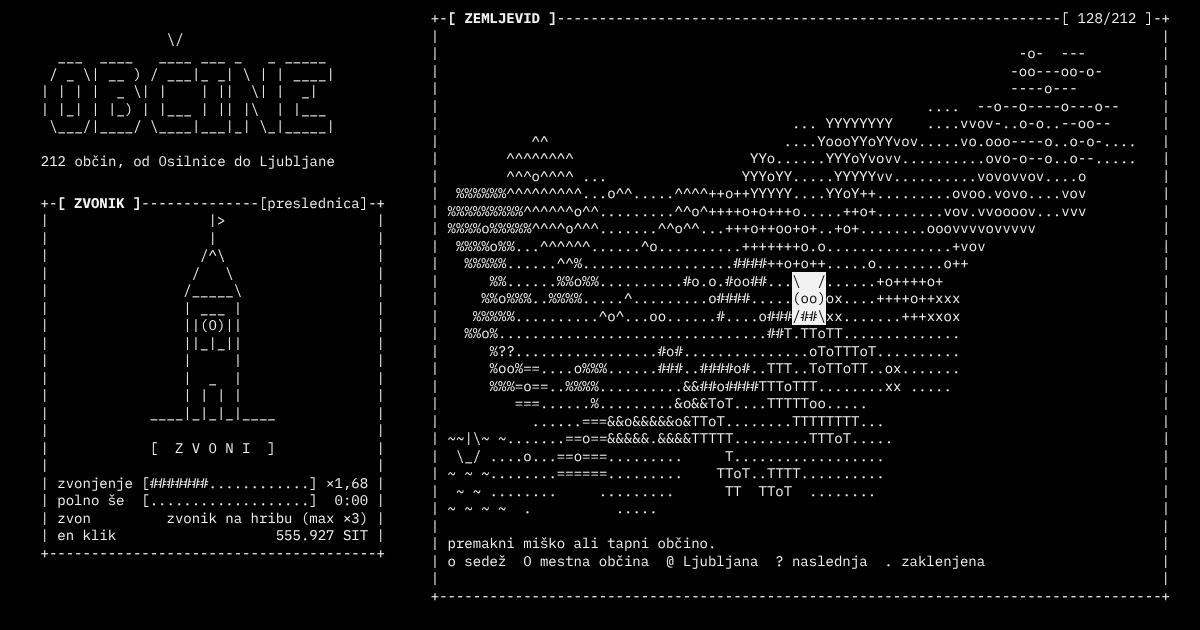 OBČINE
212 občin, od Osilnice do Ljubljane
[ ZVONIK ] [preslednica]
[ Z V O N I ]
zvonjenje [#######............] ×1,68
polno še [...................] 0:00
zvon zvonik na hribu (max ×3)
en klik 555.927 SIT
[ ZEMLJEVID ] [ 128/212 ]
premakni miško ali tapni občino.
o sedež O mestna občina @ Ljubljana ? naslednja . zaklenjena